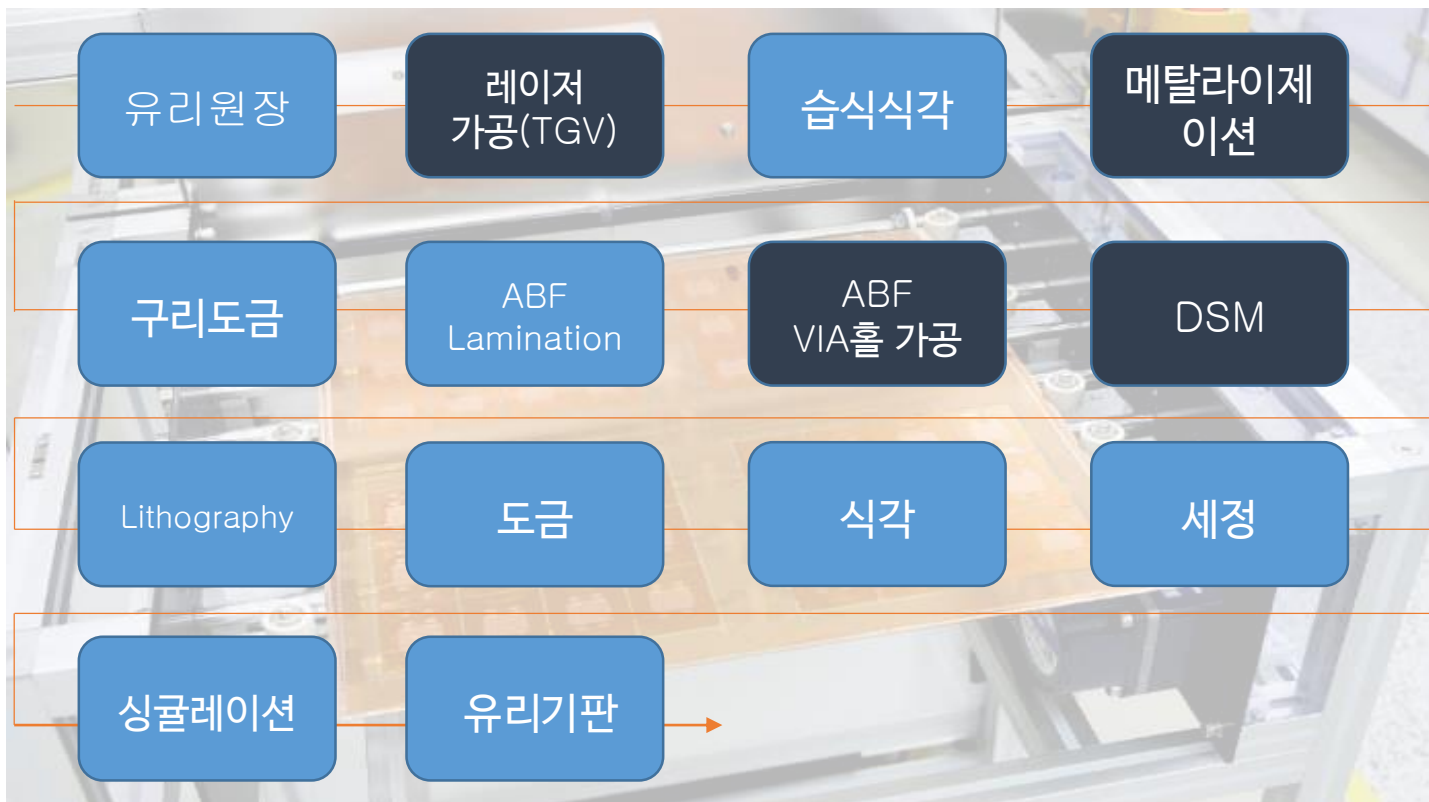 유리원장
레이저
가공(TGV)
습식식각
메탈라이제
이션
구리도금
ABF
Lamination
ABF
VIA홀 가공
DSM
Lithography
도금
식각
세정
싱귤레이션
유리기판